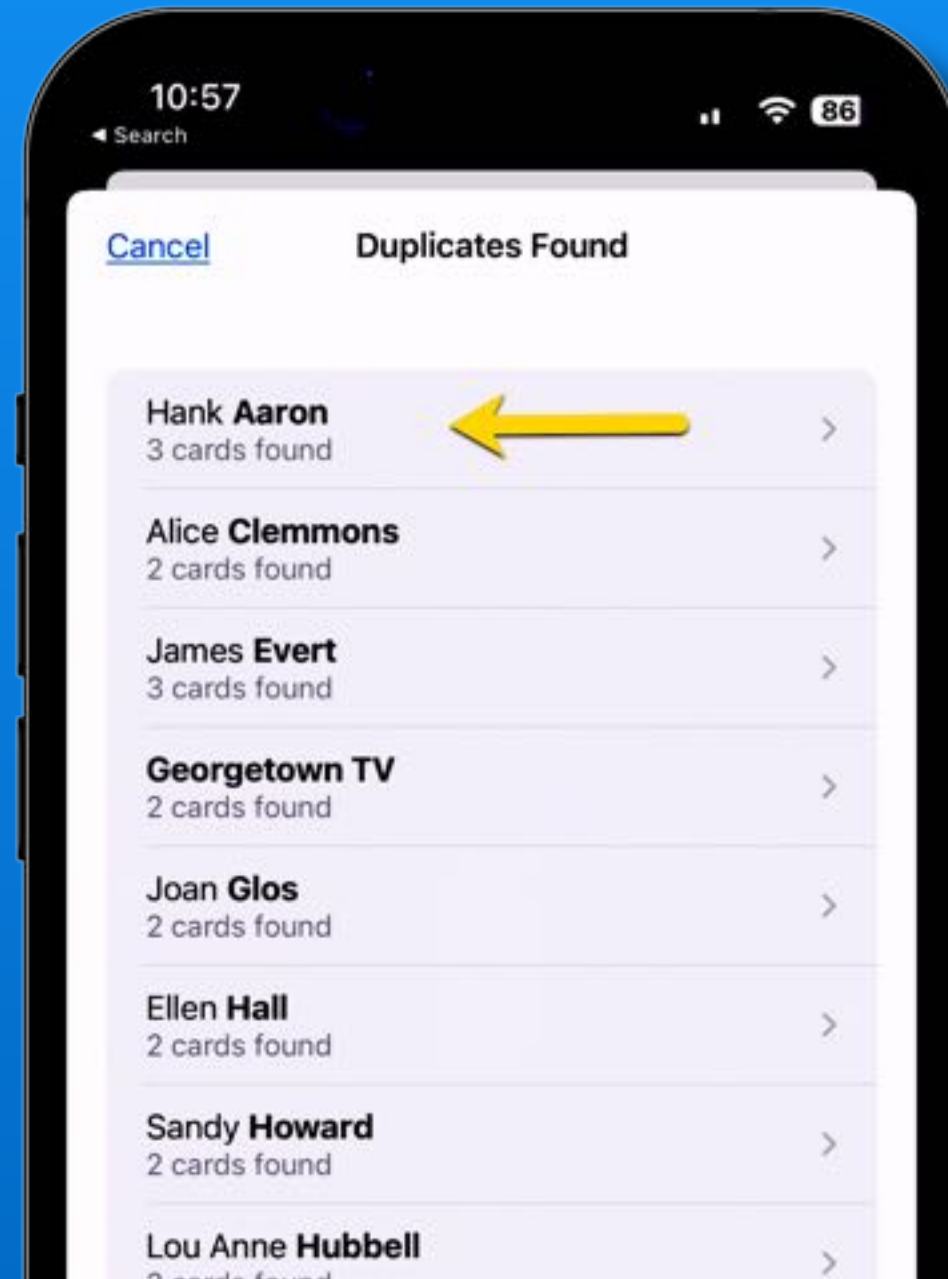 10:57
86
◀ Search
Cancel
Duplicates Found
Hank Aaron
3 cards found
Alice Clemmons
2 cards found
James Evert
3 cards found
Georgetown TV
2 cards found
Joan Glos
2 cards found
Ellen Hall
2 cards found
Sandy Howard
2 cards found
Lou Anne Hubbell
cards found